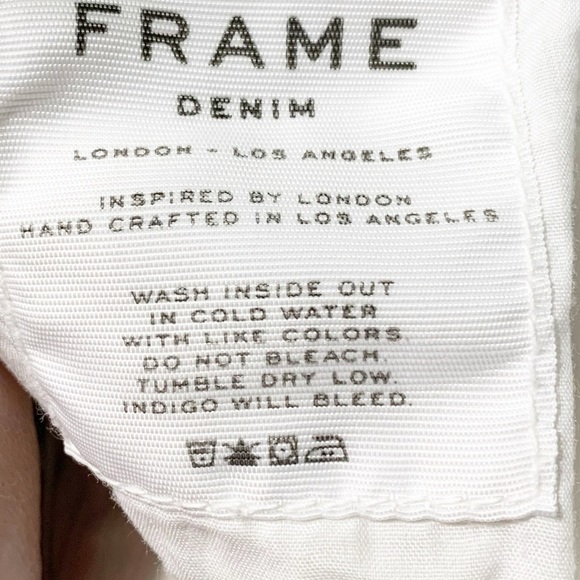 FRAME
DENIM
LONDON - LOS ANGELES
INSPIRED BY LONDON
HAND CRAFTED IN LOS ANGELES
WASH INSIDE OUT
IN COLD WATER
WITH LIKE COLORS.
DO NOT BLEACH.
TUMBLE DRY LOW.
INDIGO WILL BLEED.